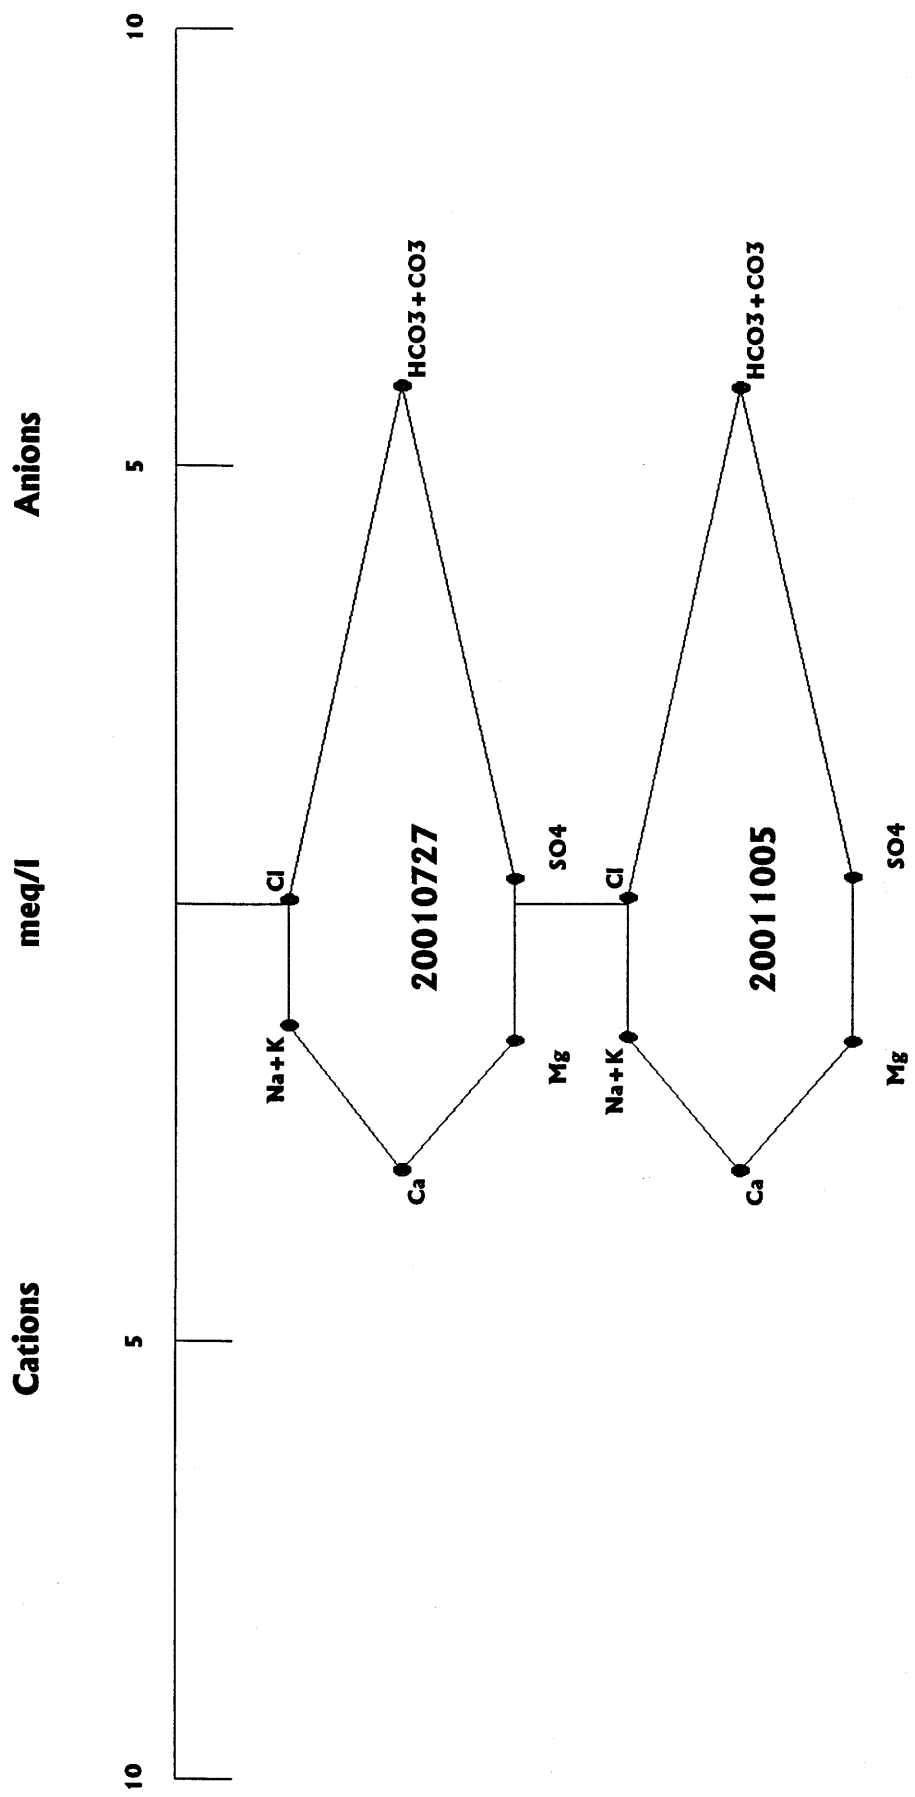 Cations meq/l Anions
10 5 5 10
Na+K Cl
20010727
Ca HCO3+CO3
Mg SO4
Na+K Cl
20011005
Ca HCO3+CO3
Mg SO4